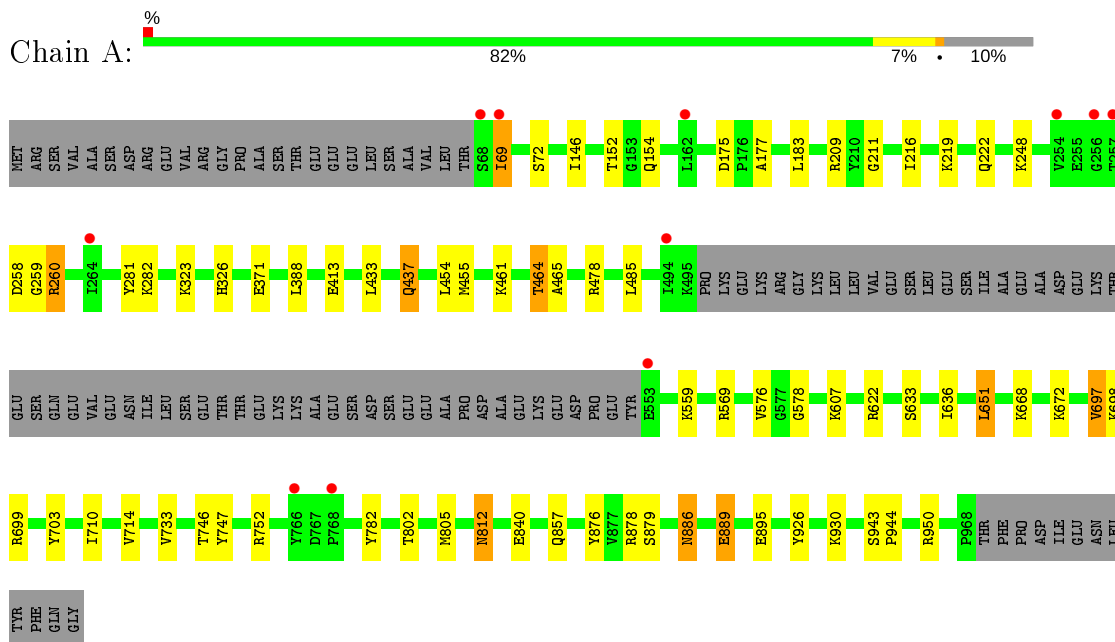 %
Chain A:
82% 7% • 10%
MET ARG SER VAL ALA SER ASP ARG GLU VAL ARG GLY PRO ALA SER THR GLU GLU GLU LEU SER ALA VAL LEU THR S68 I69 S72 I146 T152 G153 Q154 L162 D175 P176 A177 L183 R209 Y210 G211 I216 K219 Q222 K248 V254 E255 G256 T257
D258 G259 R260 I264 Y281 K282 K323 H326 E371 L388 E413 L433 Q437 L454 M455 K461 T464 A465 R478 L485 I494 K495 PRO LYS GLU LYS ARG GLY LYS LEU LEU VAL GLU SER LEU GLU SER ILE ALA GLU ALA ASP GLU LYS THR
GLU SER GLN GLU VAL GLU ASN ILE LEU SER GLU THR THR GLU LYS LYS ALA GLU SER ASP SER GLU GLU ALA PRO ASP ALA GLU LYS GLU ASP PRO GLU TYR E553 K559 R569 V576 G577 G578 K607 R622 S633 I636 L651 K668 K672 V697 K698
R699 Y703 I710 V714 V733 T746 Y747 R752 Y766 D767 P768 Y782 T802 M805 N812 E840 Q857 Y876 V877 R878 S879 N886 E889 E895 Y926 K930 S943 P944 R950 P968 THR PHE PRO ASP ILE GLU ASN LEU
TYR PHE GLN GLY